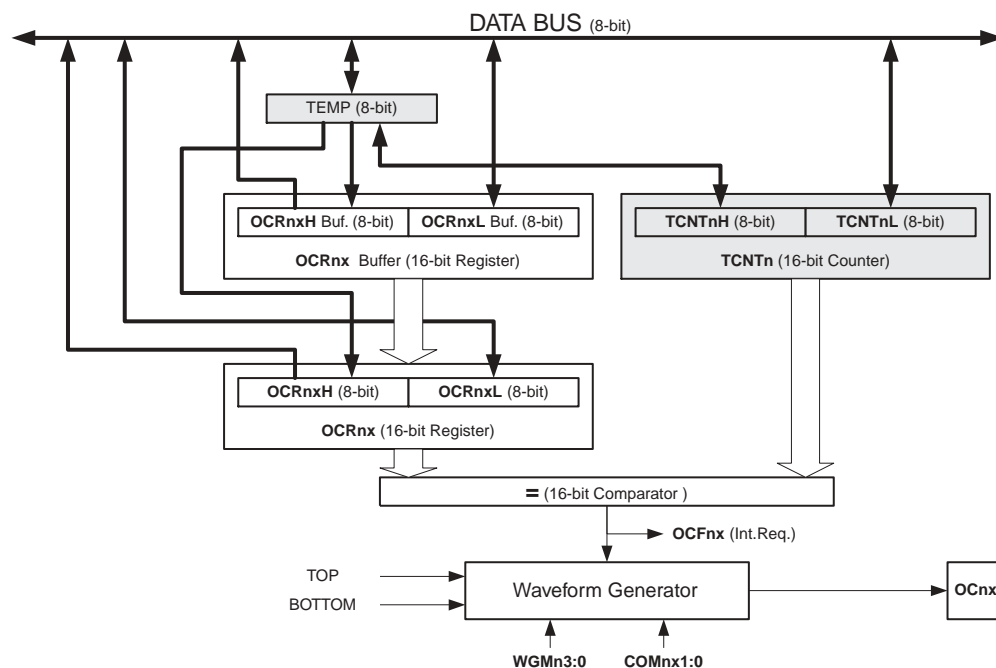 DATA BUS (8-bit)
TEMP (8-bit)
OCRnxH Buf. (8-bit)
OCRnxL Buf. (8-bit)
OCRnx Buffer (16-bit Register)
TCNTnH (8-bit)
TCNTnL (8-bit)
TCNTn (16-bit Counter)
OCRnxH (8-bit)
OCRnxL (8-bit)
OCRnx (16-bit Register)
= (16-bit Comparator )
OCFnx (Int.Req.)
TOP
BOTTOM
Waveform Generator
OCnx
WGMn3:0
COMnx1:0